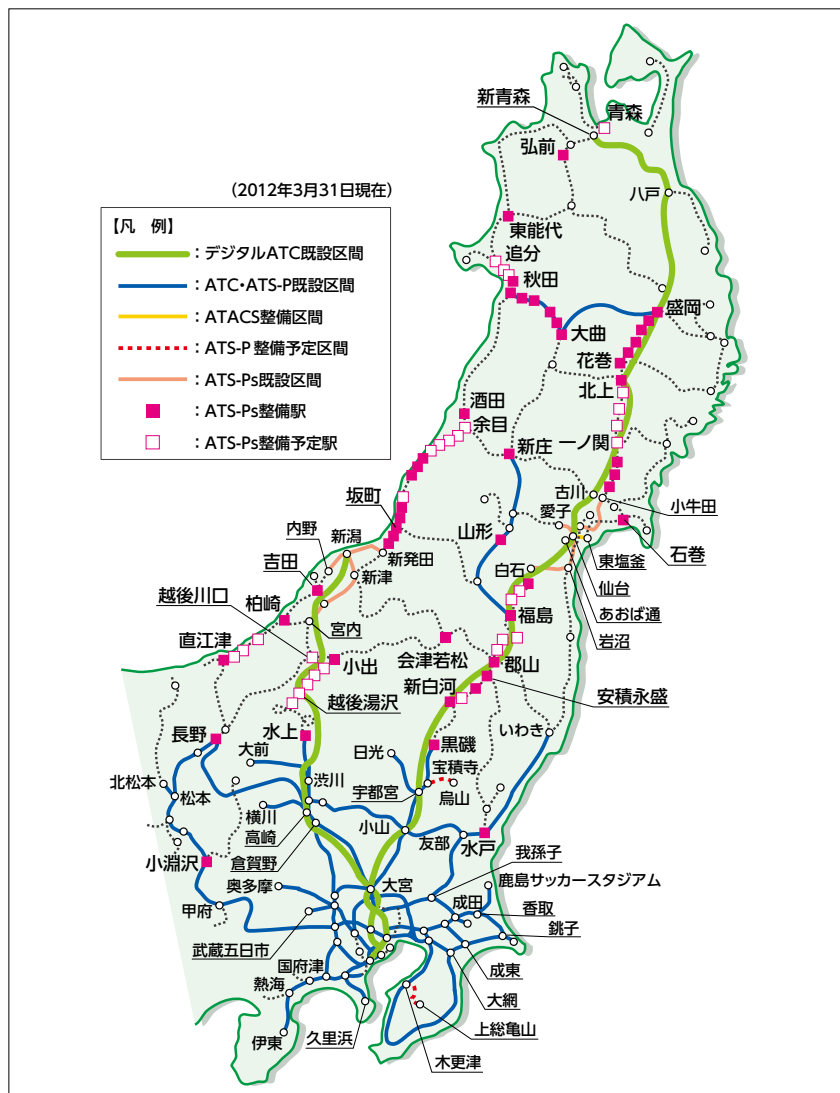 新青森
青森
弘前
(2012年3月31日現在)
八戸
【凡 例】
:デジタルATC既設区間
:ATC・ATS-P既設区間
:ATACS整備区間
:ATS-P 整備予定区間
:ATS-Ps既設区間
:ATS-Ps整備駅
:ATS-Ps整備予定駅
東能代
追分
秋田
大曲
盛岡
花巻
北上
酒田
余目
新庄
一ノ関
古川
小牛田
愛子
坂町
山形
石巻
内野
新潟
新発田
白石
東塩釜
仙台
吉田
新津
あおば通
越後川口
柏崎
宮内
福島
岩沼
直江津
小出
会津若松
郡山
新白河
安積永盛
越後湯沢
長野
水上
黒磯
いわき
大前
日光
宝積寺
北松本
渋川
宇都宮
烏山
松本
横川
高崎
小山
友部
水戸
小淵沢
倉賀野
我孫子
奥多摩
大宮
鹿島サッカースタジアム
成田
香取
甲府
武蔵五日市
銚子
国府津
成東
熱海
大網
上総亀山
伊東
久里浜
木更津